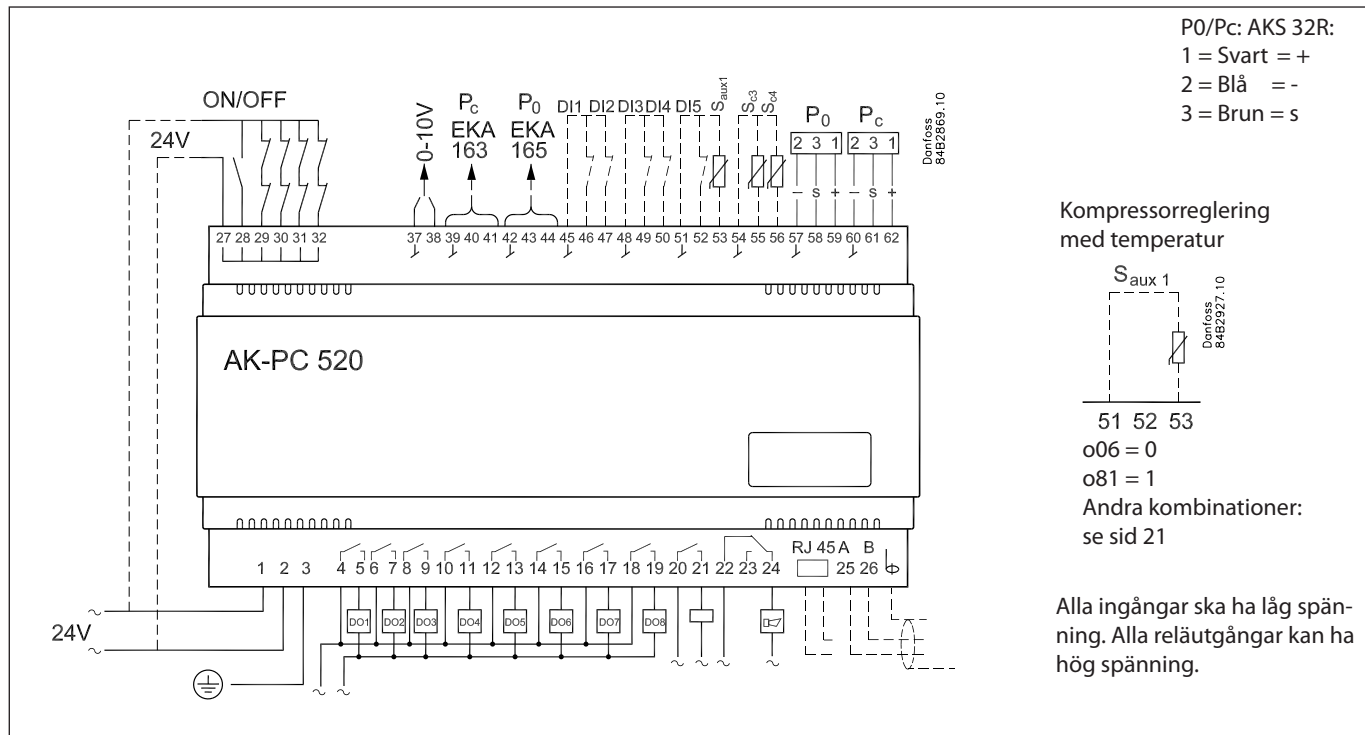 P0/Pc: AKS 32R:
1 = Svart = +
2 = Blå = -
3 = Brun = s
ON/OFF
24V
0-10V
Pc
EKA
163
P0
EKA
165
DI1 DI2 DI3 DI4 DI5 Saux1 Sc3 Sc4
P0 Pc
2 3 1 2 3 1
– s + – s +
Danfoss
84B2869.10
27 28 29 30 31 32 37 38 39 40 41 42 43 44 45 46 47 48 49 50 51 52 53 54 55 56 57 58 59 60 61 62
AK-PC 520
RJ 45 A B
1 2 3 4 5 6 7 8 9 10 11 12 13 14 15 16 17 18 19 20 21 22 23 24 25 26
DO1 DO2 DO3 DO4 DO5 DO6 DO7 DO8
~
24V
~
~ ~ ~ ~ ~
Kompressorreglering
med temperatur
Saux 1
Danfoss
84B2927.10
51 52 53
o06 = 0
o81 = 1
Andra kombinationer:
se sid 21
Alla ingångar ska ha låg spän-
ning. Alla reläutgångar kan ha
hög spänning.